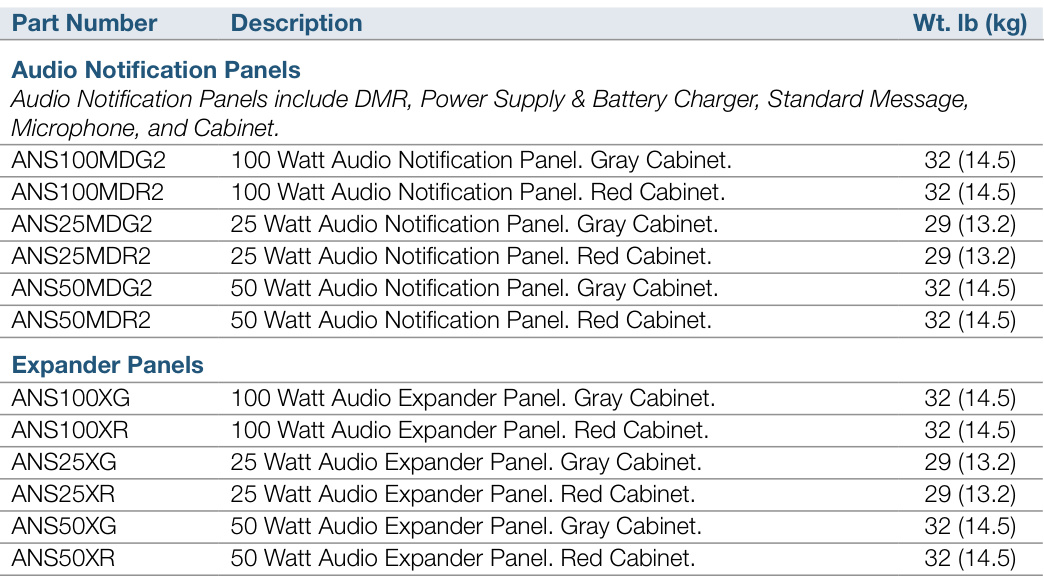 Part Number Description Wt. lb (kg)
Audio Notification Panels
Audio Notification Panels include DMR, Power Supply & Battery Charger, Standard Message,
Microphone, and Cabinet.
ANS100MDG2 100 Watt Audio Notification Panel. Gray Cabinet. 32 (14.5)
ANS100MDR2 100 Watt Audio Notification Panel. Red Cabinet. 32 (14.5)
ANS25MDG2 25 Watt Audio Notification Panel. Gray Cabinet. 29 (13.2)
ANS25MDR2 25 Watt Audio Notification Panel. Red Cabinet. 29 (13.2)
ANS50MDG2 50 Watt Audio Notification Panel. Gray Cabinet. 32 (14.5)
ANS50MDR2 50 Watt Audio Notification Panel. Red Cabinet. 32 (14.5)
Expander Panels
ANS100XG 100 Watt Audio Expander Panel. Gray Cabinet. 32 (14.5)
ANS100XR 100 Watt Audio Expander Panel. Red Cabinet. 32 (14.5)
ANS25XG 25 Watt Audio Expander Panel. Gray Cabinet. 29 (13.2)
ANS25XR 25 Watt Audio Expander Panel. Red Cabinet. 29 (13.2)
ANS50XG 50 Watt Audio Expander Panel. Gray Cabinet. 32 (14.5)
ANS50XR 50 Watt Audio Expander Panel. Red Cabinet. 32 (14.5)